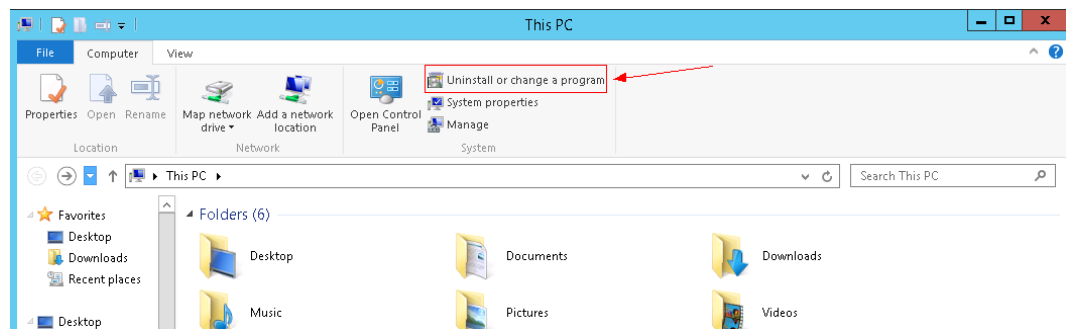 This PC
File
Computer
View
Properties
Open
Rename
Map network
drive
Add a network
location
Open Control
Panel
Uninstall or change a program
System properties
Manage
Location
Network
System
This PC
Search This PC
Favorites
Desktop
Downloads
Recent places
Desktop
Folders (6)
Desktop
Documents
Downloads
Music
Pictures
Videos